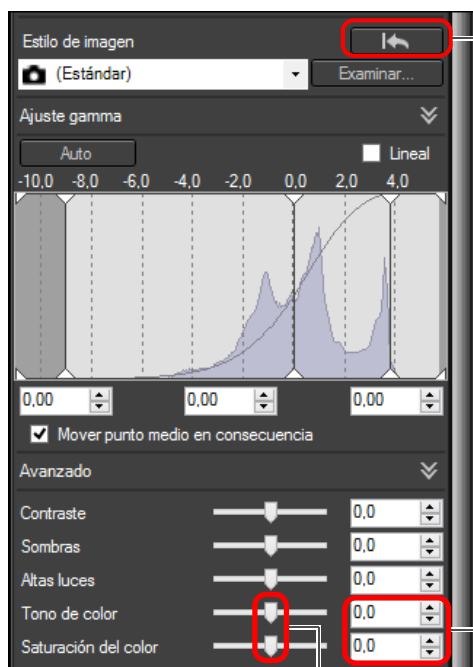 Estilo de imagen
(Estándar) Examinar...
Ajuste gamma
Auto Lineal
-10,0 -8,0 -6,0 -4,0 -2,0 0,0 2,0 4,0
0,00 0,00 0,00
Mover punto medio en consecuencia
Avanzado
Contraste 0,0
Sombras 0,0
Altas luces 0,0
Tono de color 0,0
Saturación del color 0,0